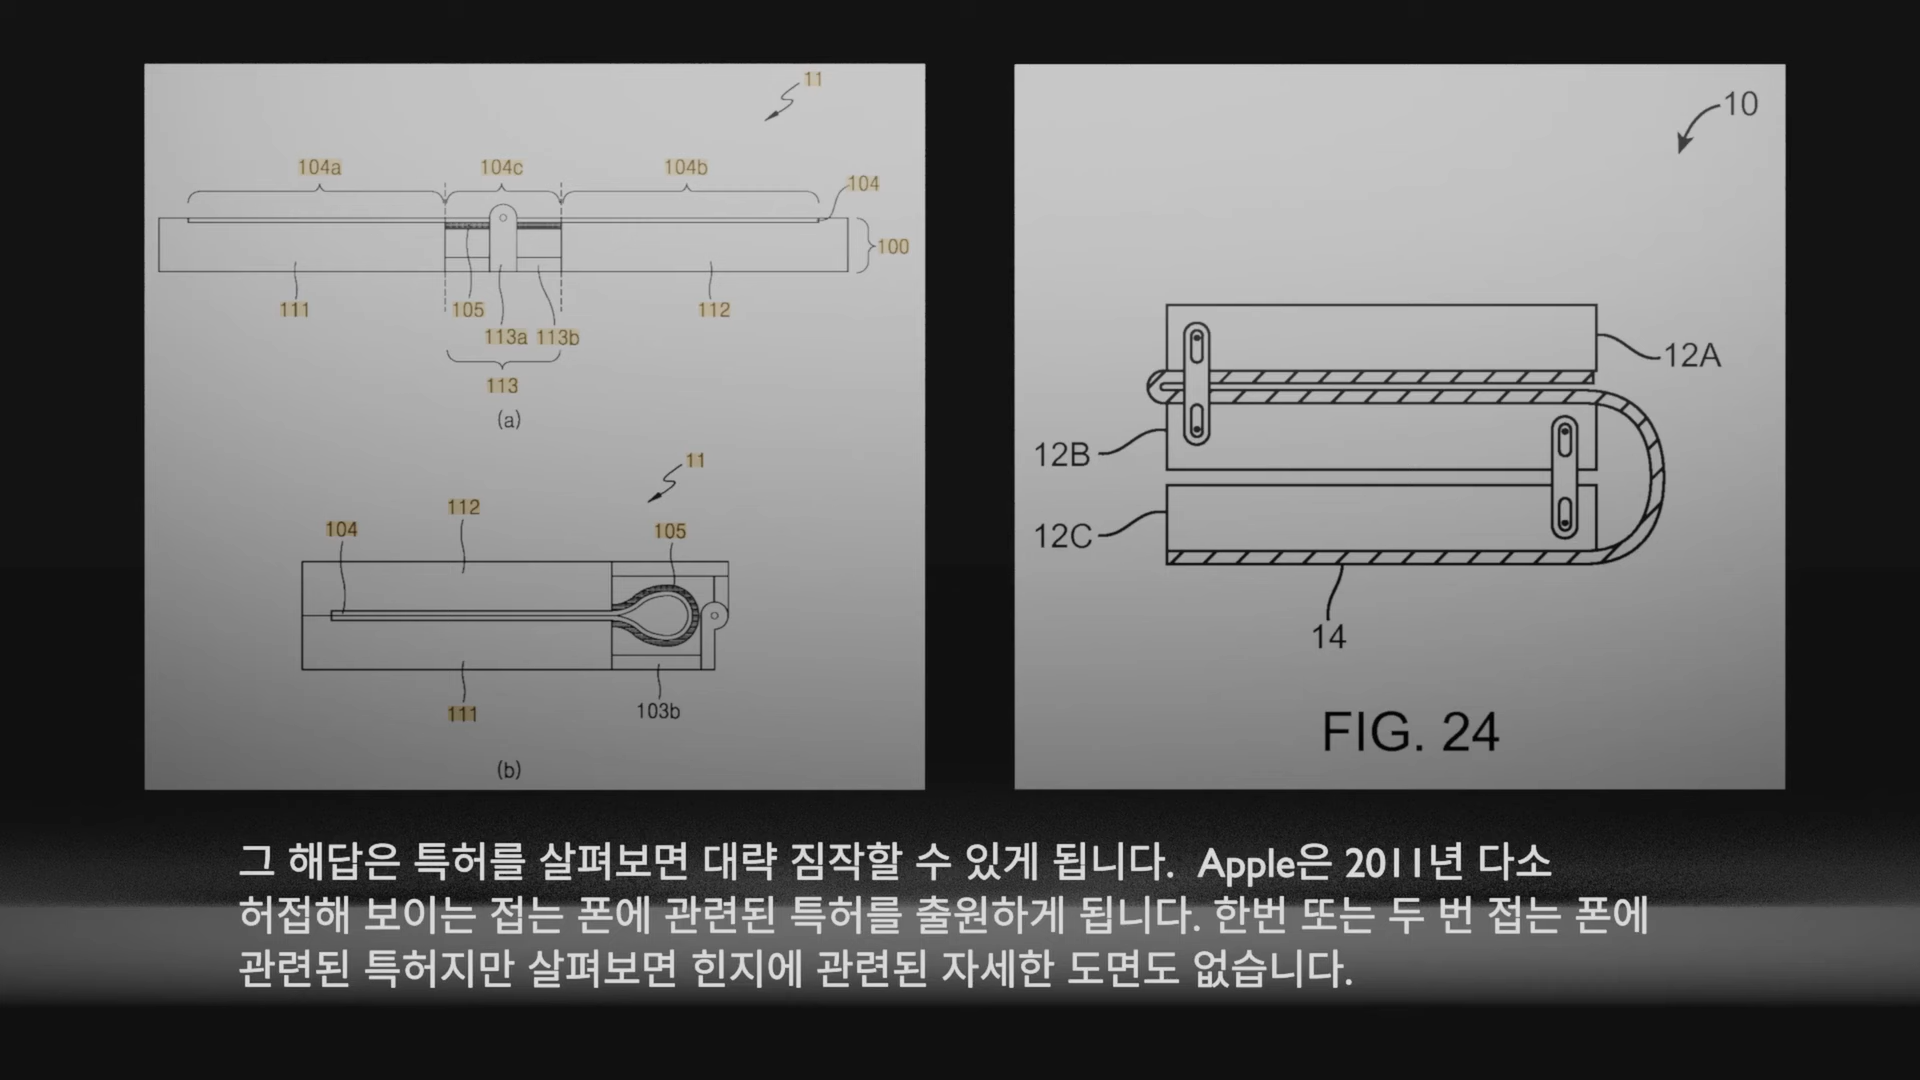 11
104a 104c 104b
104
100
111 105 112
113a 113b
113
(a)
11
112
104 105
111 103b
(b)
10
12A
12B
12C
14
FIG. 24
그 해답은 특허를 살펴보면 대략 짐작할 수 있게 됩니다. Apple은 2011년 다소
허접해 보이는 접는 폰에 관련된 특허를 출원하게 됩니다. 한번 또는 두 번 접는 폰에
관련된 특허지만 살펴보면 힌지에 관련된 자세한 도면도 없습니다.